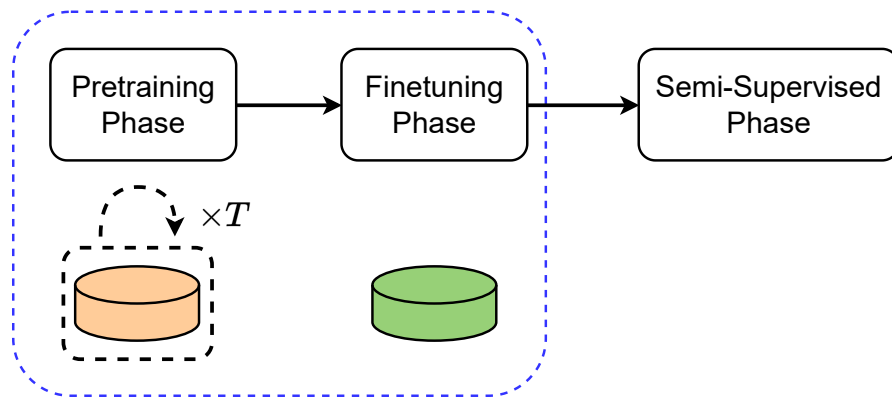 Pretraining
Phase
Finetuning
Phase
Semi-Supervised
Phase
×T